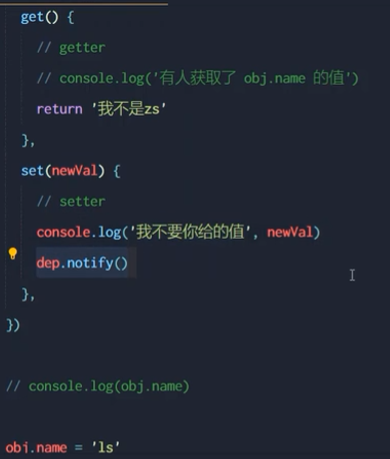 get() {
// getter
// console.log('有人获取了 obj.name 的值')
return '我不是zs'
},
set(newVal) {
// setter
console.log('我不要你给的值', newVal)
dep.notify()
},
})
// console.log(obj.name)
obj.name = 'ls'